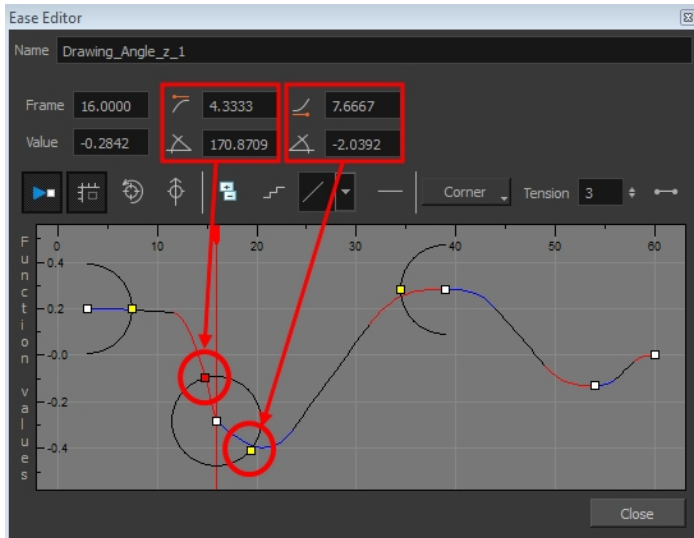 Ease Editor
Name Drawing_Angle_z_1
Frame 16.0000 4.3333 7.6667
Value -0.2842 170.8709 -2.0392
Corner Tension 3
Function values
0 10 20 30 40 50 60
-0.4
-0.2
-0.0
-0.2
-0.4
Close